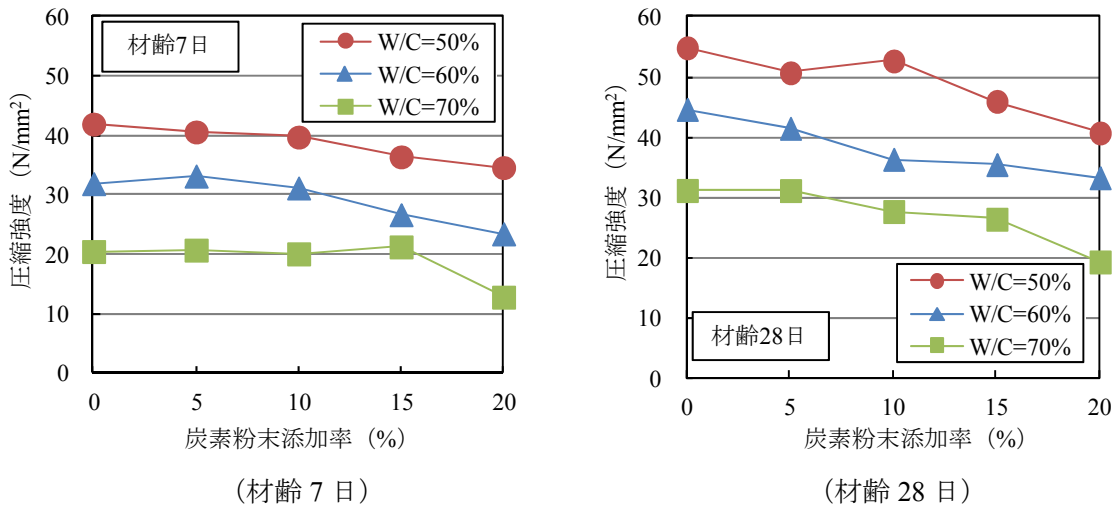 材齢7日
W/C=50%
W/C=60%
W/C=70%
60
50
40
30
20
10
0
圧縮強度（N/mm²）
0 5 10 15 20
炭素粉末添加率（%）
（材齢 7 日）
60
50
40
30
20
10
0
圧縮強度（N/mm²）
W/C=50%
W/C=60%
W/C=70%
材齢28日
0 5 10 15 20
炭素粉末添加率（%）
（材齢 28 日）